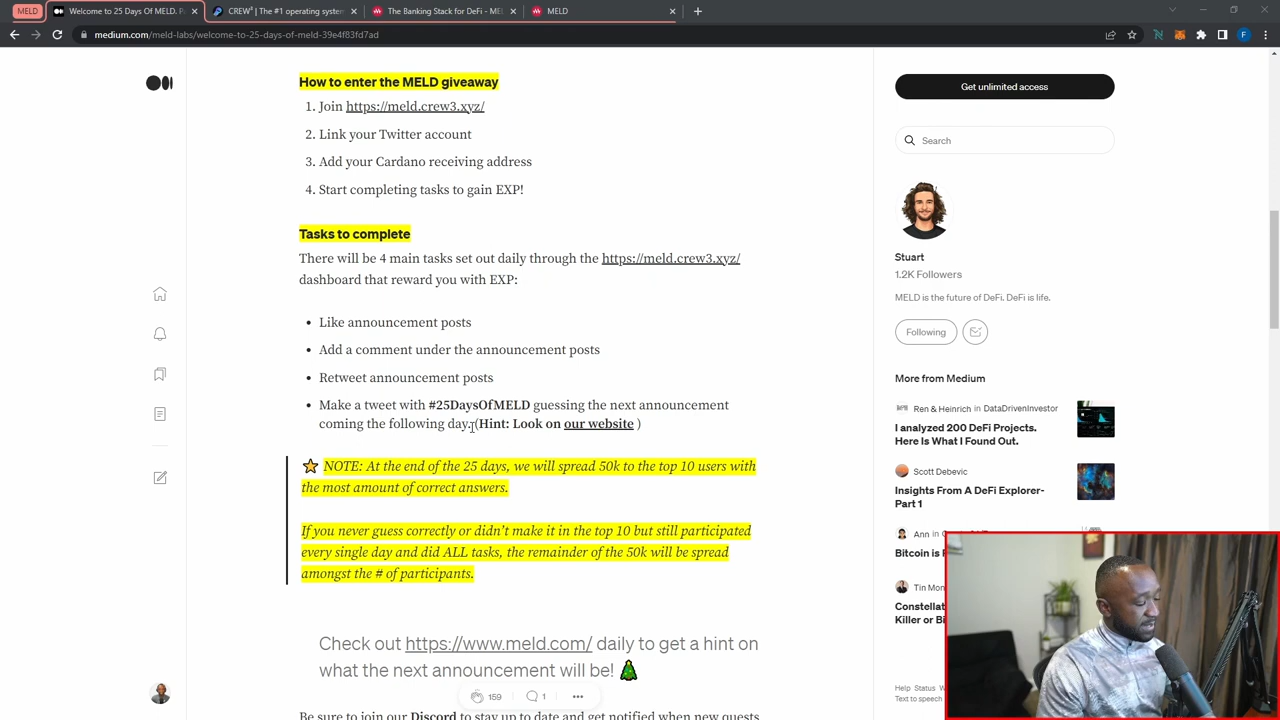 MELD
Welcome to 25 Days Of MELD.
CREW³ | The #1 operating system
The Banking Stack for DeFi - MEL
MELD
medium.com/meld-labs/welcome-to-25-days-of-meld-39e4f83fd7ad
F
How to enter the MELD giveaway
1. Join https://meld.crew3.xyz/
2. Link your Twitter account
3. Add your Cardano receiving address
4. Start completing tasks to gain EXP!
Tasks to complete
There will be 4 main tasks set out daily through the https://meld.crew3.xyz/
dashboard that reward you with EXP:
• Like announcement posts
• Add a comment under the announcement posts
• Retweet announcement posts
• Make a tweet with #25DaysOfMELD guessing the next announcement
coming the following day. (Hint: Look on our website )
NOTE: At the end of the 25 days, we will spread 50k to the top 10 users with
the most amount of correct answers.
If you never guess correctly or didn't make it in the top 10 but still participated
every single day and did ALL tasks, the remainder of the 50k will be spread
amongst the # of participants.
Check out https://www.meld.com/ daily to get a hint on
what the next announcement will be!
159
1
Be sure to join our Discord to stay up to date and get notified when new quests
Get unlimited access
Search
Stuart
1.2K Followers
MELD is the future of DeFi. DeFi is life.
Following
More from Medium
Ren & Heinrich in DataDrivenInvestor
I analyzed 200 DeFi Projects.
Here Is What I Found Out.
Scott Debevic
Insights From A DeFi Explorer-
Part 1
Ann in
Bitcoin is
Tin Mon
Constellat
Killer or Bi
Help Status
Text to speech